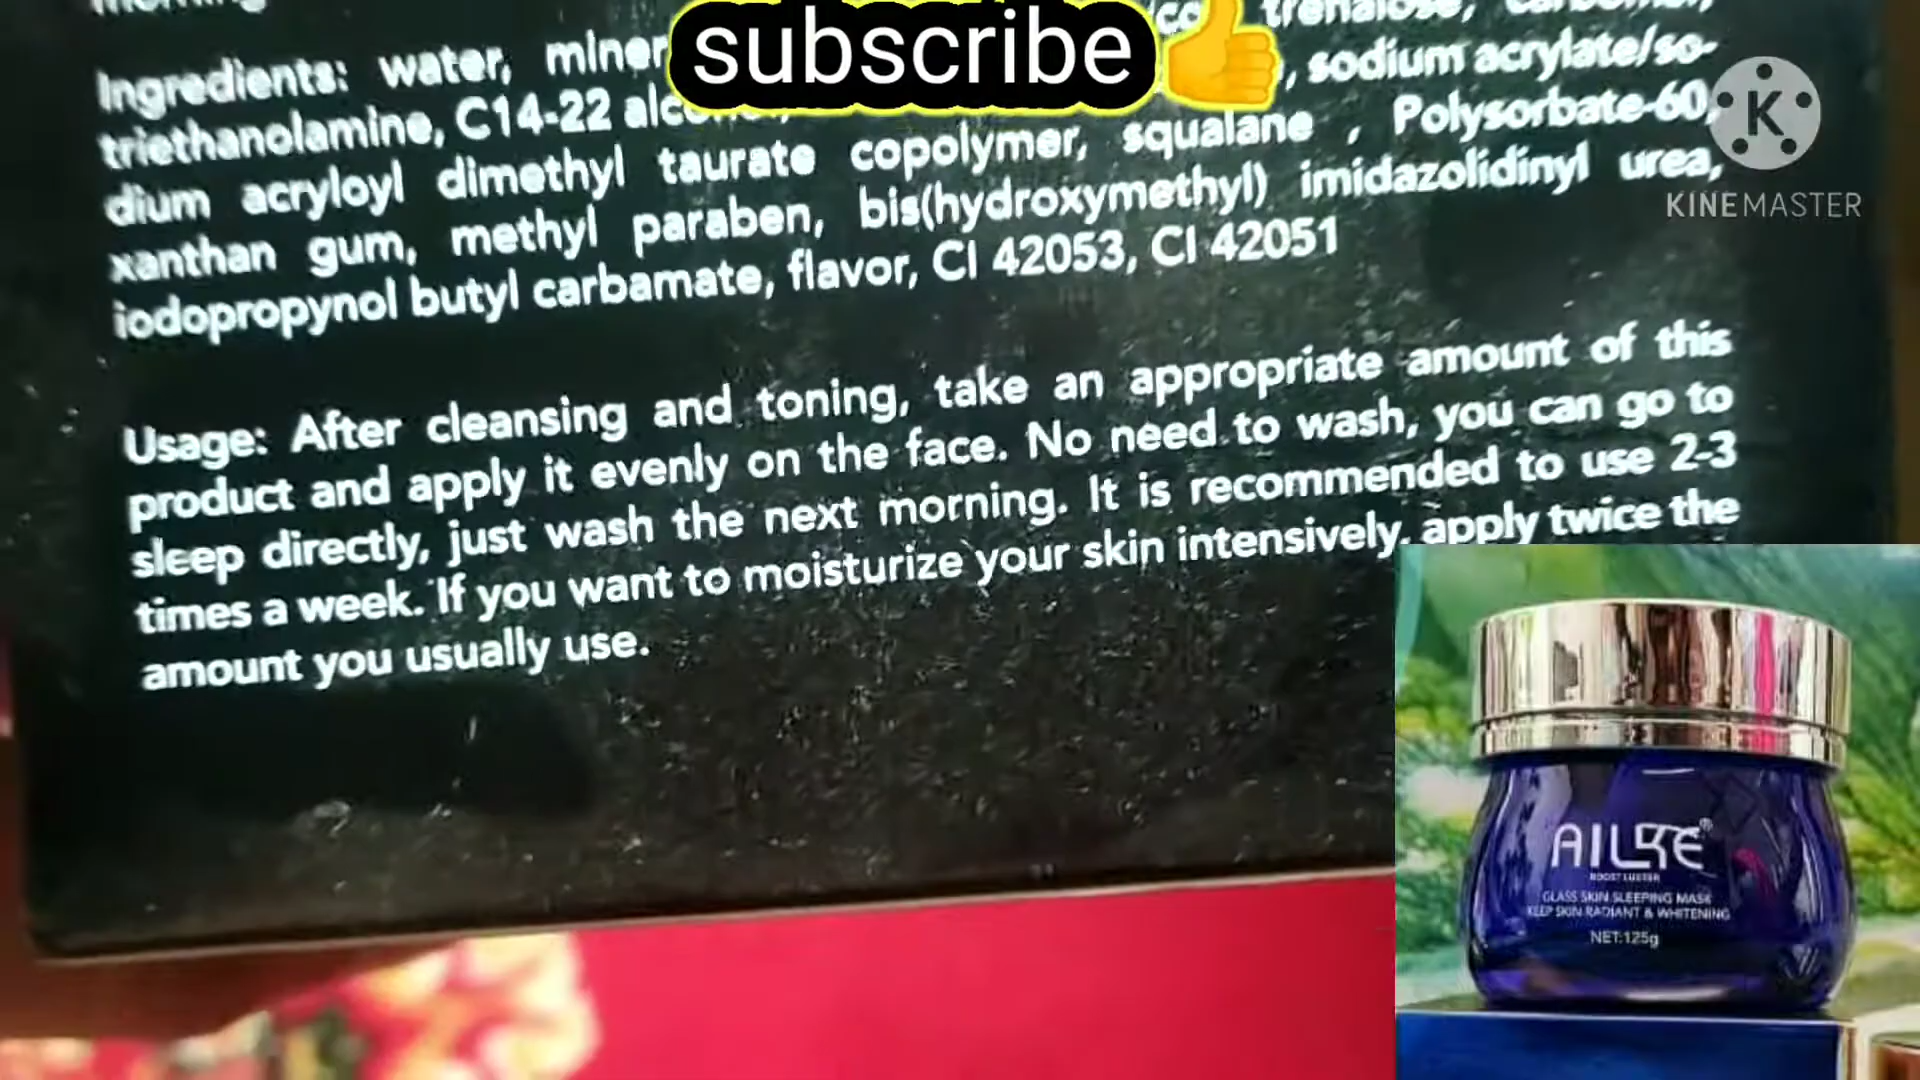 subscribe
Ingredients: water,
triethanolamine, C14-22
sodium acrylate/so-
dium acryloyl dimethyl taurate copolymer, squalane , Polysorbate-60,
xanthan gum, methyl paraben, bis(hydroxymethyl) imidazolidinyl urea,
iodopropynol butyl carbamate, flavor, CI 42053, CI 42051
Usage: After cleansing and toning, take an appropriate amount of this
product and apply it evenly on the face. No need to wash, you can go to
sleep directly, just wash the next morning. It is recommended to use 2-3
times a week. If you want to moisturize your skin intensively, apply twice the
amount you usually use.
K
KINEMASTER
AILKE®
BOOST LUSTER
GLASS SKIN SLEEPING MASK
KEEP SKIN RADIANT & WHITENING
NET:125g